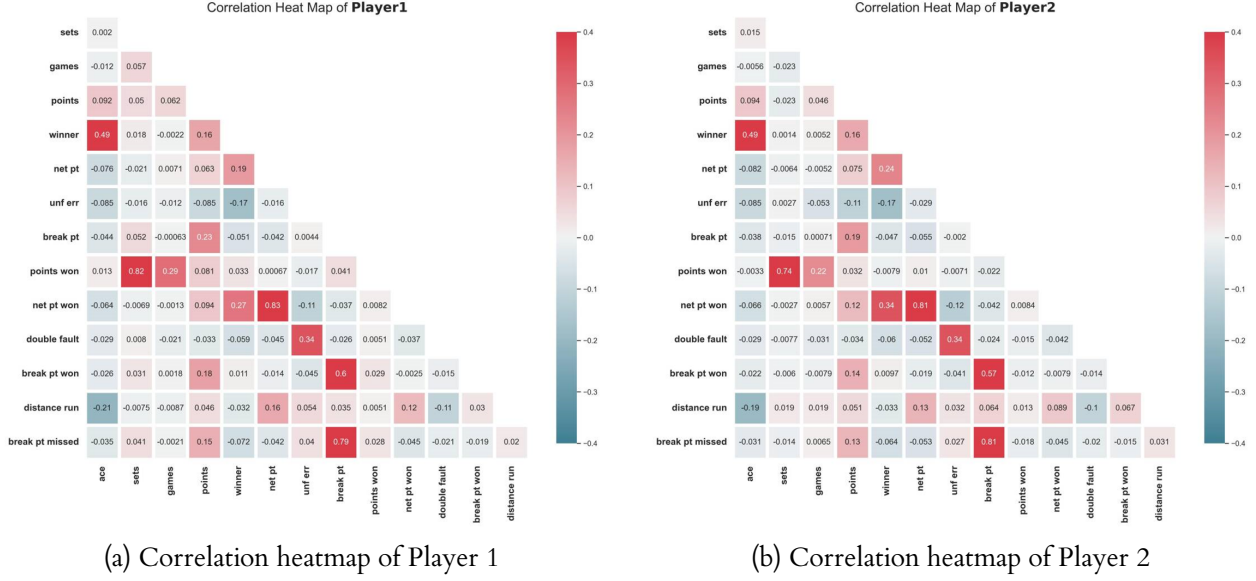 Correlation Heat Map of Player1
sets 0.002
games -0.012 0.057
points 0.092 0.05 0.062
winner 0.49 0.018 -0.0022 0.16
net pt -0.076 -0.021 0.0071 0.063 0.19
unf err -0.085 -0.016 -0.012 -0.085 -0.17 -0.016
break pt -0.044 0.052 -0.00063 0.23 -0.051 -0.042 0.0044
points won 0.013 0.82 0.29 0.081 0.033 0.00067 -0.017 0.041
net pt won -0.064 -0.0069 -0.0013 0.094 0.27 0.83 -0.11 -0.037 0.0082
double fault -0.029 0.008 -0.021 -0.033 -0.059 -0.045 0.34 -0.026 0.0051 -0.037
break pt won -0.026 0.031 0.0018 0.18 0.011 -0.014 -0.045 0.6 0.029 -0.0025 -0.015
distance run -0.21 -0.0075 -0.0087 0.046 -0.032 0.16 0.054 0.035 0.0051 0.12 -0.11 0.03
break pt missed -0.035 0.041 -0.0021 0.15 -0.072 -0.042 0.04 0.79 0.028 -0.045 -0.021 -0.019 0.02
ace sets games points winner net pt unf err break pt points won net pt won double fault break pt won distance run
0.4
0.3
0.2
0.1
0.0
-0.1
-0.2
-0.3
-0.4
(a) Correlation heatmap of Player 1
Correlation Heat Map of Player2
sets 0.015
games -0.0056 -0.023
points 0.094 -0.023 0.046
winner 0.49 0.0014 0.0052 0.16
net pt -0.082 -0.0064 -0.0052 0.075 0.24
unf err -0.085 0.0027 -0.053 -0.11 -0.17 -0.029
break pt -0.038 -0.015 0.00071 0.19 -0.047 -0.055 -0.002
points won -0.0033 0.74 0.22 0.032 -0.0079 0.01 -0.0071 -0.022
net pt won -0.066 -0.0027 0.0057 0.12 0.34 0.81 -0.12 -0.042 0.0084
double fault -0.029 -0.0077 -0.031 -0.034 -0.06 -0.052 0.34 -0.024 -0.015 -0.042
break pt won -0.022 -0.006 -0.0079 0.14 0.0097 -0.019 -0.041 0.57 -0.012 -0.0079 -0.014
distance run -0.19 0.019 0.019 0.051 -0.033 0.13 0.032 0.064 0.013 0.089 -0.1 0.067
break pt missed -0.031 -0.014 0.0065 0.13 -0.064 -0.053 0.027 0.81 -0.018 -0.045 -0.02 -0.015 0.031
ace sets games points winner net pt unf err break pt points won net pt won double fault break pt won distance run
0.4
0.3
0.2
0.1
0.0
-0.1
-0.2
-0.3
-0.4
(b) Correlation heatmap of Player 2